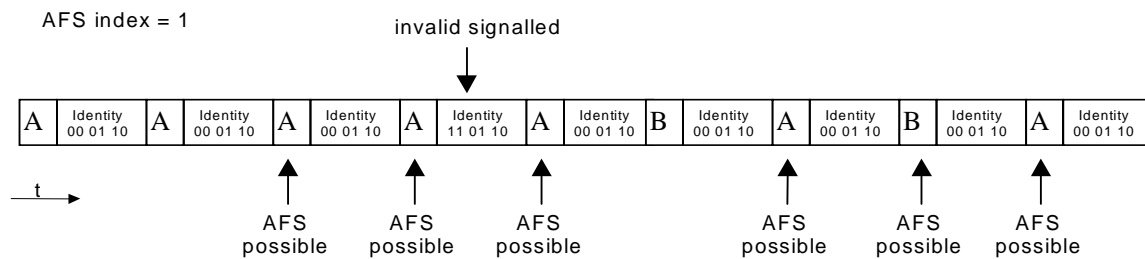 AFS index = 1
invalid signalled
A Identity 00 01 10 A Identity 00 01 10 A Identity 00 01 10 A Identity 11 01 10 A Identity 00 01 10 B Identity 00 01 10 A Identity 00 01 10 B Identity 00 01 10 A Identity 00 01 10
t
AFS possible AFS possible AFS possible AFS possible AFS possible AFS possible